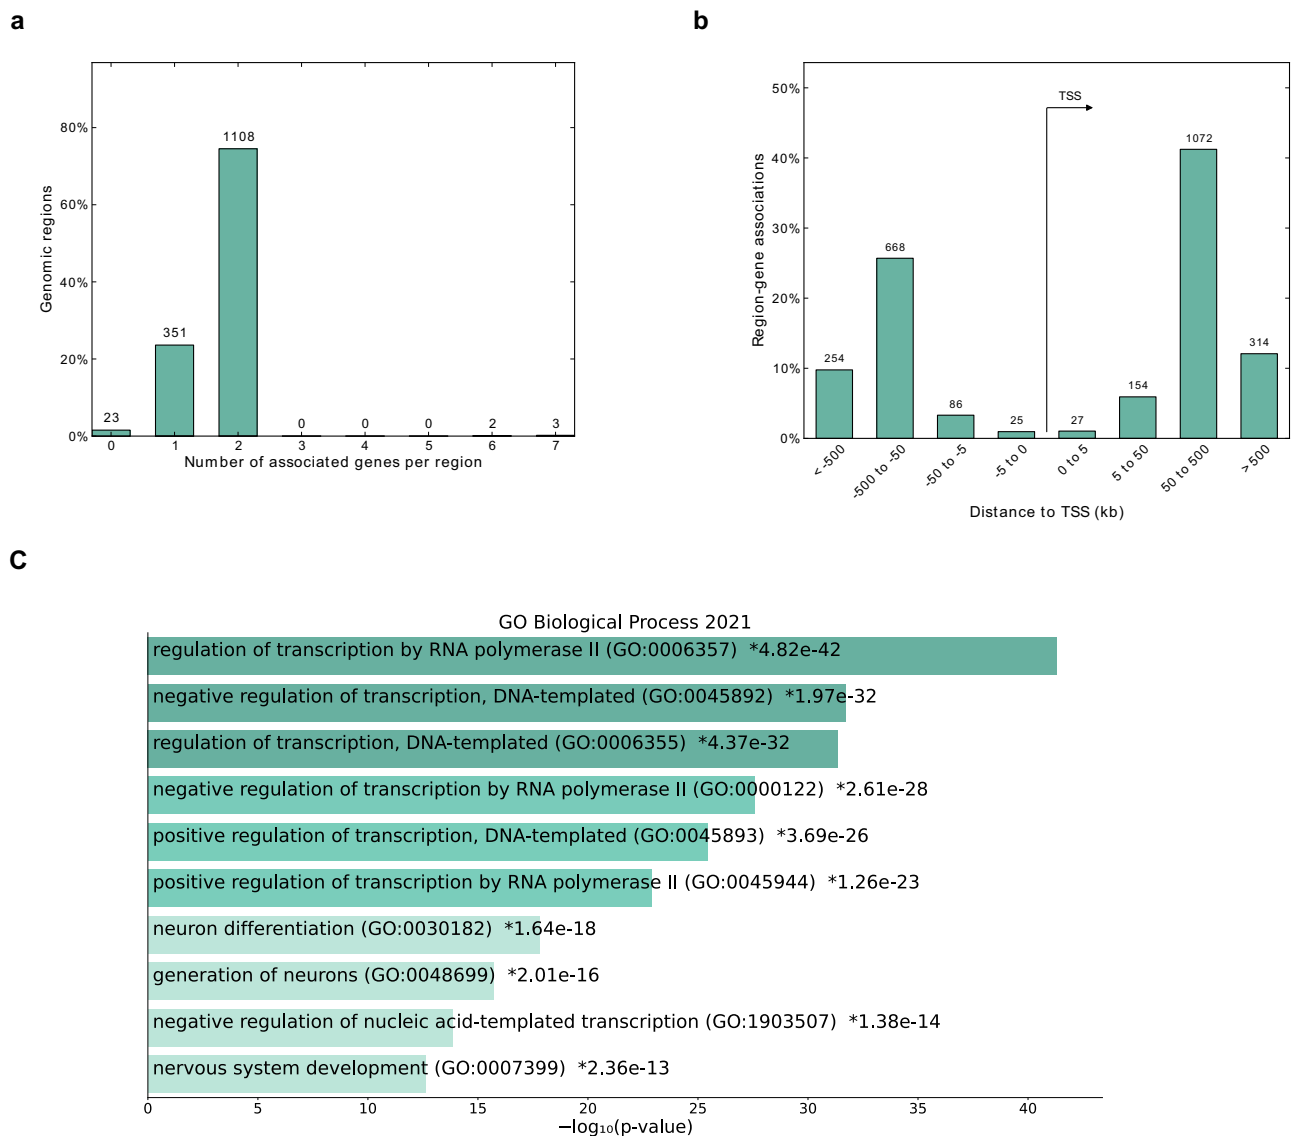 a
Genomic regions
80%
60%
40%
20%
0%
23
351
1108
0
0
0
2
3
0
1
2
3
4
5
6
7
Number of associated genes per region
b
Region-gene associations
50%
40%
30%
20%
10%
0%
TSS
254
668
86
25
27
154
1072
314
< -500
-500 to -50
-50 to -5
-5 to 0
0 to 5
5 to 50
50 to 500
> 500
Distance to TSS (kb)
C
GO Biological Process 2021
regulation of transcription by RNA polymerase II (GO:0006357) *4.82e-42
negative regulation of transcription, DNA-templated (GO:0045892) *1.97e-32
regulation of transcription, DNA-templated (GO:0006355) *4.37e-32
negative regulation of transcription by RNA polymerase II (GO:0000122) *2.61e-28
positive regulation of transcription, DNA-templated (GO:0045893) *3.69e-26
positive regulation of transcription by RNA polymerase II (GO:0045944) *1.26e-23
neuron differentiation (GO:0030182) *1.64e-18
generation of neurons (GO:0048699) *2.01e-16
negative regulation of nucleic acid-templated transcription (GO:1903507) *1.38e-14
nervous system development (GO:0007399) *2.36e-13
0 5 10 15 20 25 30 35 40
−log₁₀(p-value)